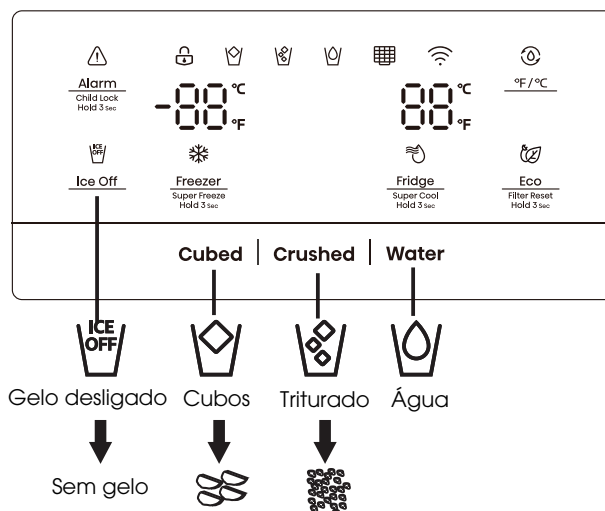 Alarm
Child Lock
Hold 3 Sec
-88 °C °F
88 °C °F
°F/°C
ICE OFF
Ice Off
Freezer
Super Freeze
Hold 3 Sec
Fridge
Super Cool
Hold 3 Sec
Eco
Filter Reset
Hold 3 Sec
Cubed | Crushed | Water
ICE
OFF
Gelo desligado
Cubos
Triturado
Água
Sem gelo